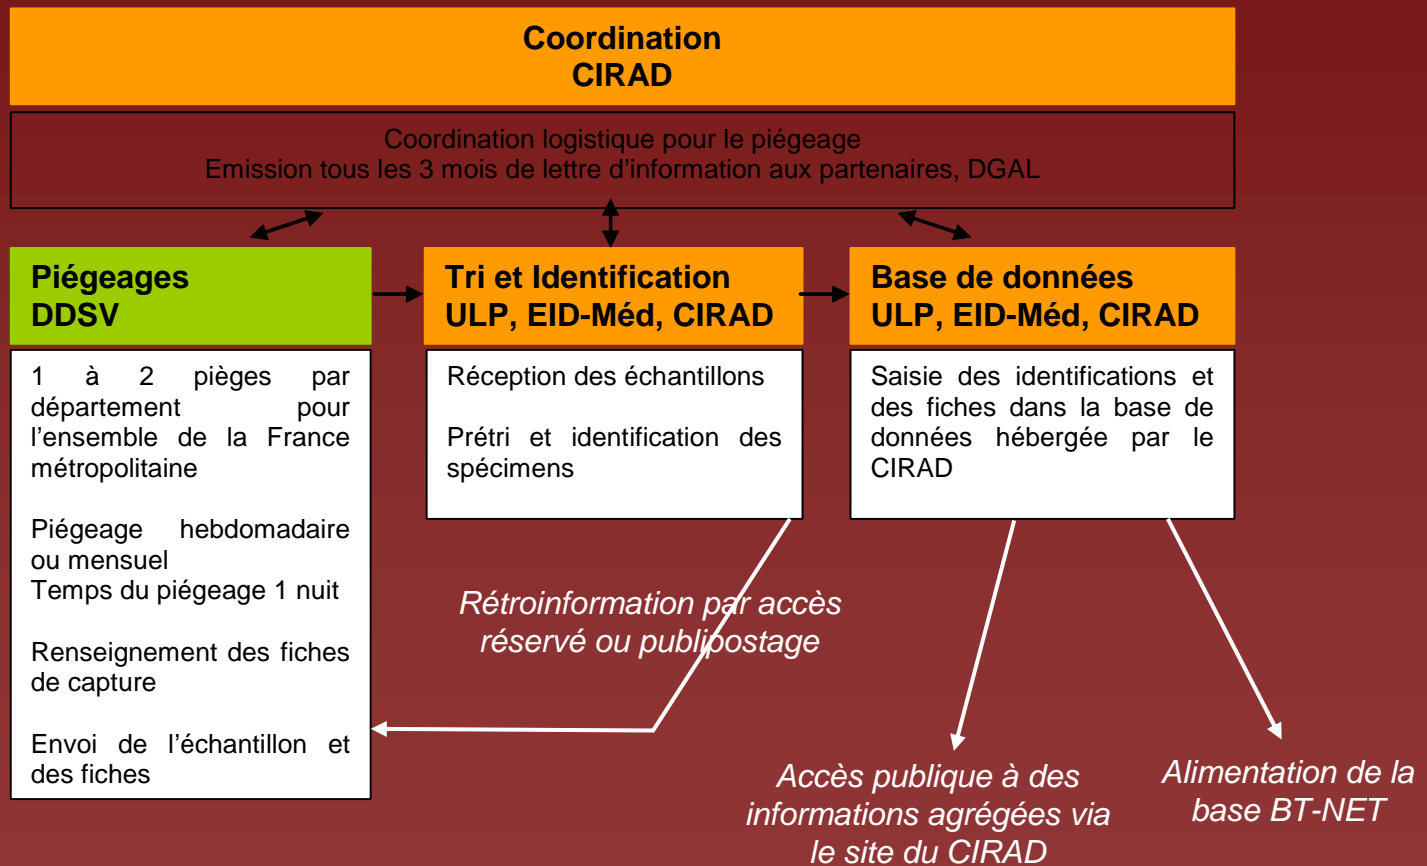 Coordination
CIRAD
Coordination logistique pour le piégeage
Emission tous les 3 mois de lettre d'information aux partenaires, DGAL
Piégeages
DDSV
1 à 2 pièges par
département pour
l'ensemble de la France
métropolitaine
Piégeage hebdomadaire
ou mensuel
Temps du piégeage 1 nuit
Renseignement des fiches
de capture
Envoi de l'échantillon et
des fiches
Tri et Identification
ULP, EID-Méd, CIRAD
Réception des échantillons
Prétri et identification des
spécimens
Base de données
ULP, EID-Méd, CIRAD
Saisie des identifications et
des fiches dans la base de
données hébergée par le
CIRAD
Rétroinformation par accès
réservé ou publipostage
Accès publique à des
informations agrégées via
le site du CIRAD
Alimentation de la
base BT-NET